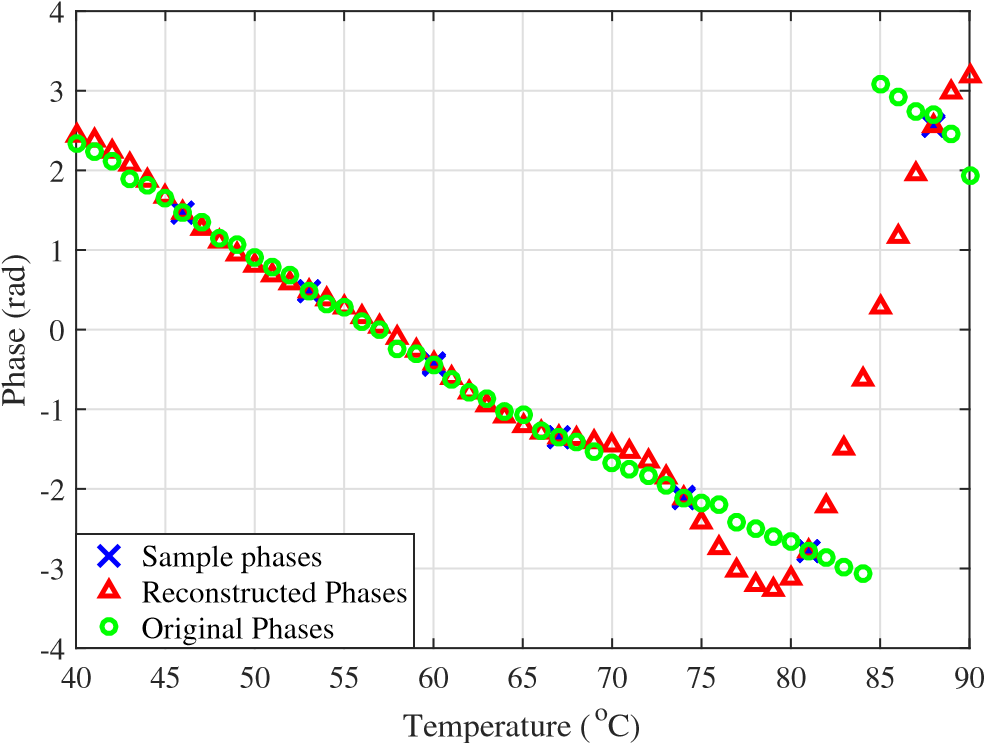 4
3
2
1
0
-1
-2
-3
-4
Phase (rad)
Sample phases
Reconstructed Phases
Original Phases
40 45 50 55 60 65 70 75 80 85 90
Temperature (°C)